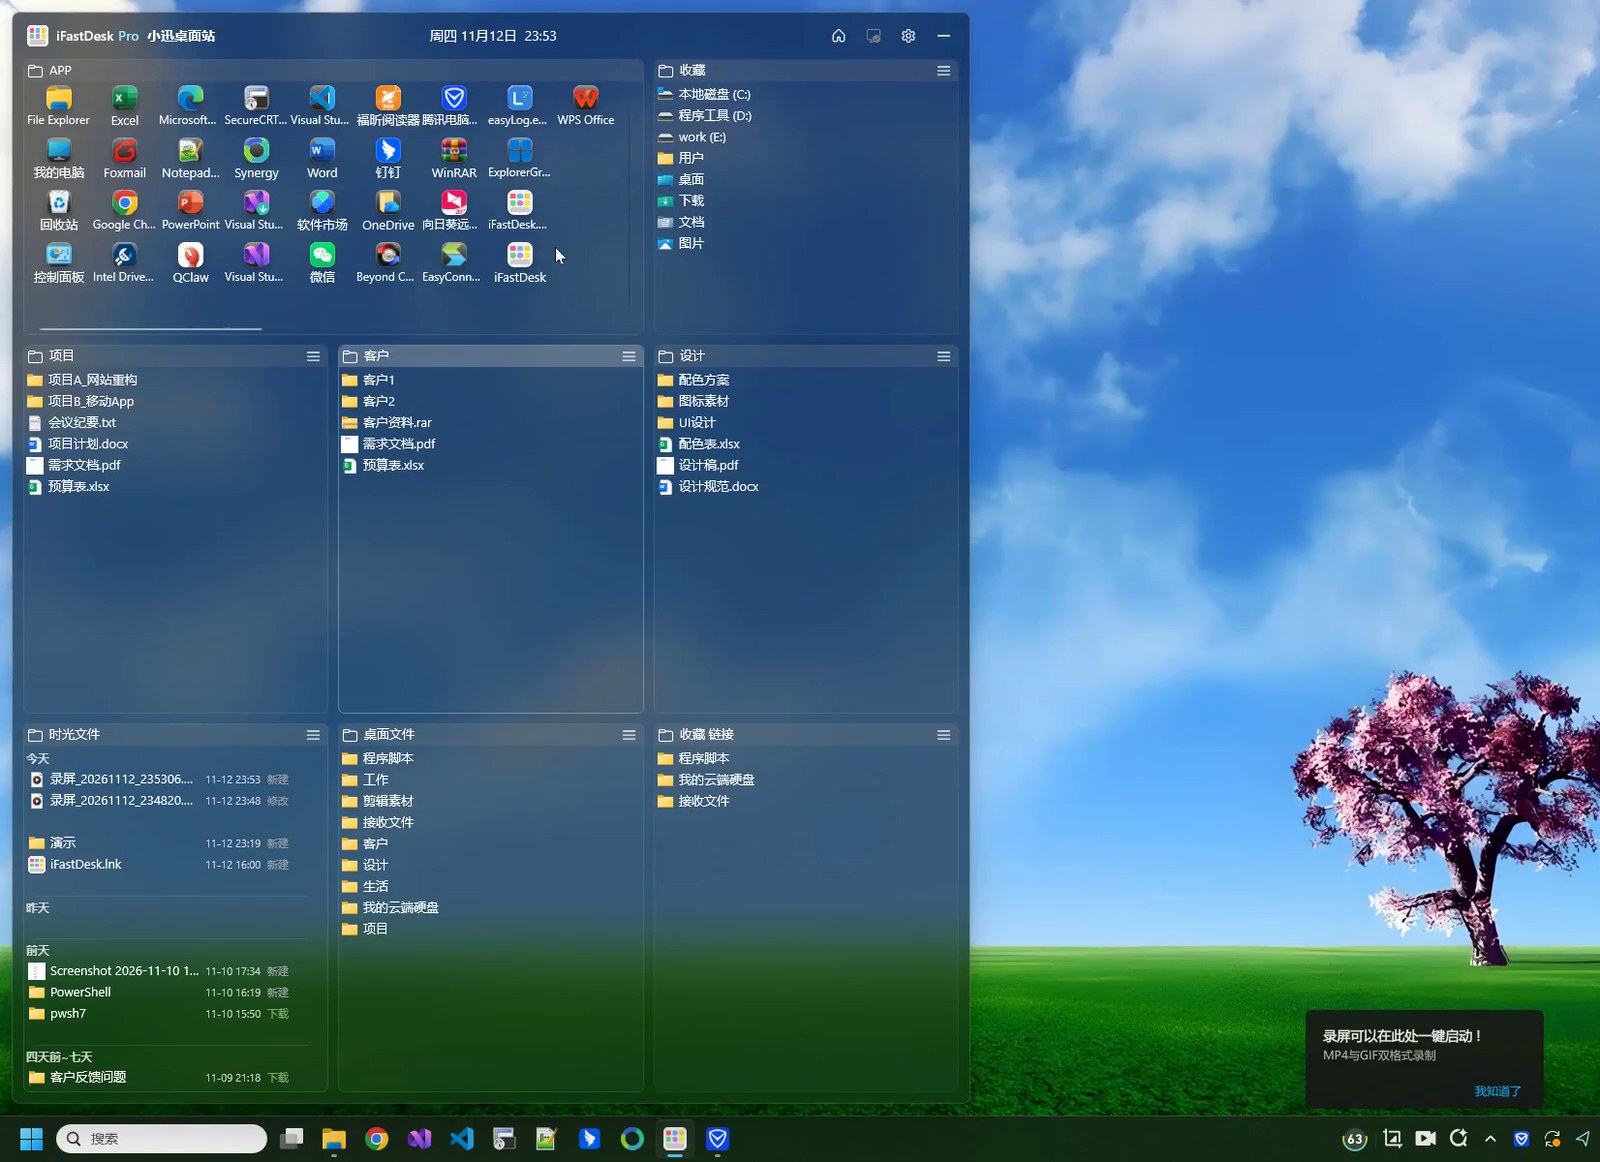 iFastDesk Pro 小迅桌面站
周四 11月12日 23:53
APP
File Explorer
Excel
Microsoft...
SecureCRT...
Visual Stu...
福昕阅读器
腾讯电脑...
easyLog.e...
WPS Office
我的电脑
Foxmail
Notepad...
Synergy
Word
钉钉
WinRAR
ExplorerGr...
回收站
Google Ch...
PowerPoint
Visual Stu...
软件市场
OneDrive
向日葵远...
iFastDesk....
控制面板
Intel Drive...
QClaw
Visual Stu...
微信
Beyond C...
EasyConn...
iFastDesk
收藏
本地磁盘 (C:)
程序工具 (D:)
work (E:)
用户
桌面
下载
文档
图片
项目
项目A_网站重构
项目B_移动App
会议纪要.txt
项目计划.docx
需求文档.pdf
预算表.xlsx
客户
客户1
客户2
客户资料.rar
需求文档.pdf
预算表.xlsx
设计
配色方案
图标素材
UI设计
配色表.xlsx
设计稿.pdf
设计规范.docx
时光文件
今天
录屏_20261112_235306.... 11-12 23:53 新建
录屏_20261112_234820.... 11-12 23:48 修改
演示 11-12 23:19 新建
iFastDesk.lnk 11-12 16:00 新建
昨天
前天
Screenshot 2026-11-10 1... 11-10 17:34 新建
PowerShell 11-10 16:19 新建
pwsh7 11-10 15:50 下载
四天前~七天
客户反馈问题 11-09 21:18 下载
桌面文件
程序脚本
工作
剪辑素材
接收文件
客户
设计
生活
我的云端硬盘
项目
收藏 链接
程序脚本
我的云端硬盘
接收文件
录屏可以在此处一键启动！
MP4与GIF双格式录制
我知道了
搜索
63